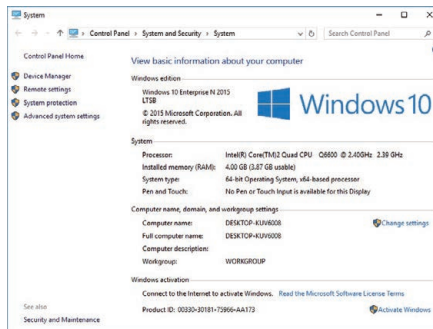 System
Control Panel > System and Security > System
Search Control Panel
Control Panel Home
Device Manager
Remote settings
System protection
Advanced system settings
See also
Security and Maintenance
View basic information about your computer
Windows edition
Windows 10 Enterprise N 2015
LTSB
© 2015 Microsoft Corporation. All
rights reserved.
Windows 10
System
Processor: Intel(R) Core(TM)2 Quad CPU Q6600 @ 2.40GHz 2.39 GHz
Installed memory (RAM): 4.00 GB (3.87 GB usable)
System type: 64-bit Operating System, x64-based processor
Pen and Touch: No Pen or Touch Input is available for this Display
Computer name, domain, and workgroup settings
Computer name: DESKTOP-KUV6008
Change settings
Full computer name: DESKTOP-KUV6008
Computer description:
Workgroup: WORKGROUP
Windows activation
Connect to the Internet to activate Windows. Read the Microsoft Software License Terms
Product ID: 00330-30181-75966-AA173
Activate Windows